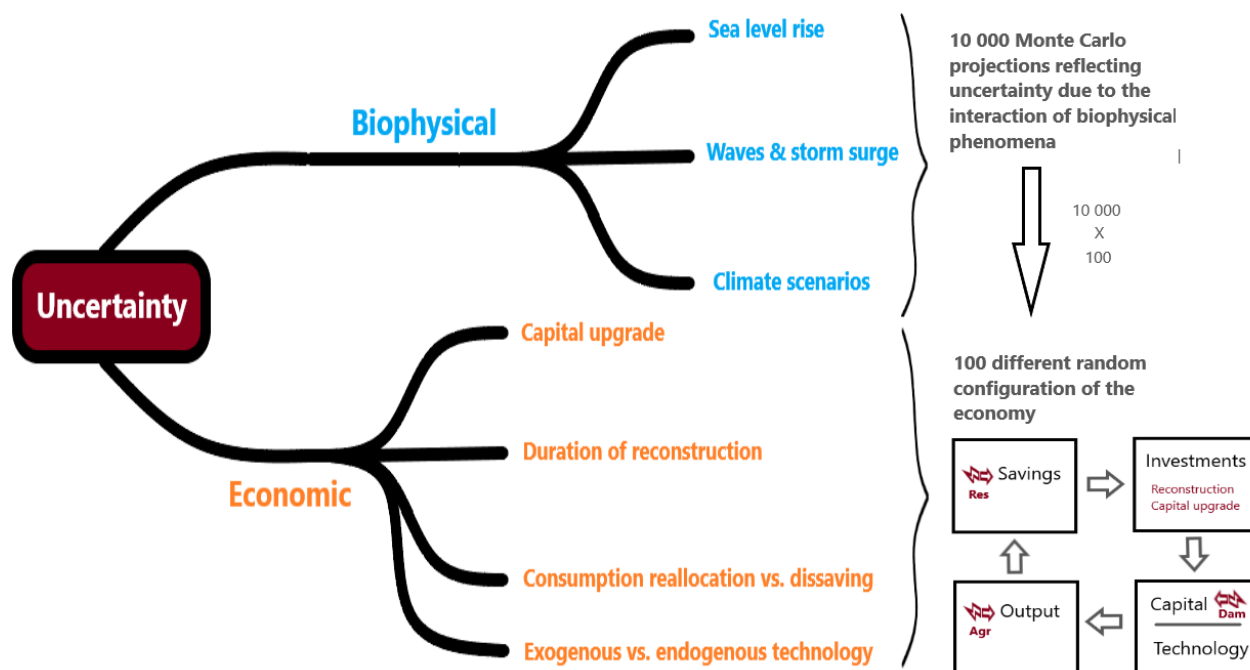 Sea level rise
Biophysical
Waves & storm surge
Climate scenarios
10 000 Monte Carlo
projections reflecting
uncertainty due to the
interaction of biophysical
phenomena
10 000
X
100
Uncertainty
Capital upgrade
Duration of reconstruction
Economic
Consumption reallocation vs. dissaving
Exogenous vs. endogenous technology
100 different random
configuration of the
economy
Savings
Res
Investments
Reconstruction
Capital upgrade
Output
Agr
Capital
Dam
Technology